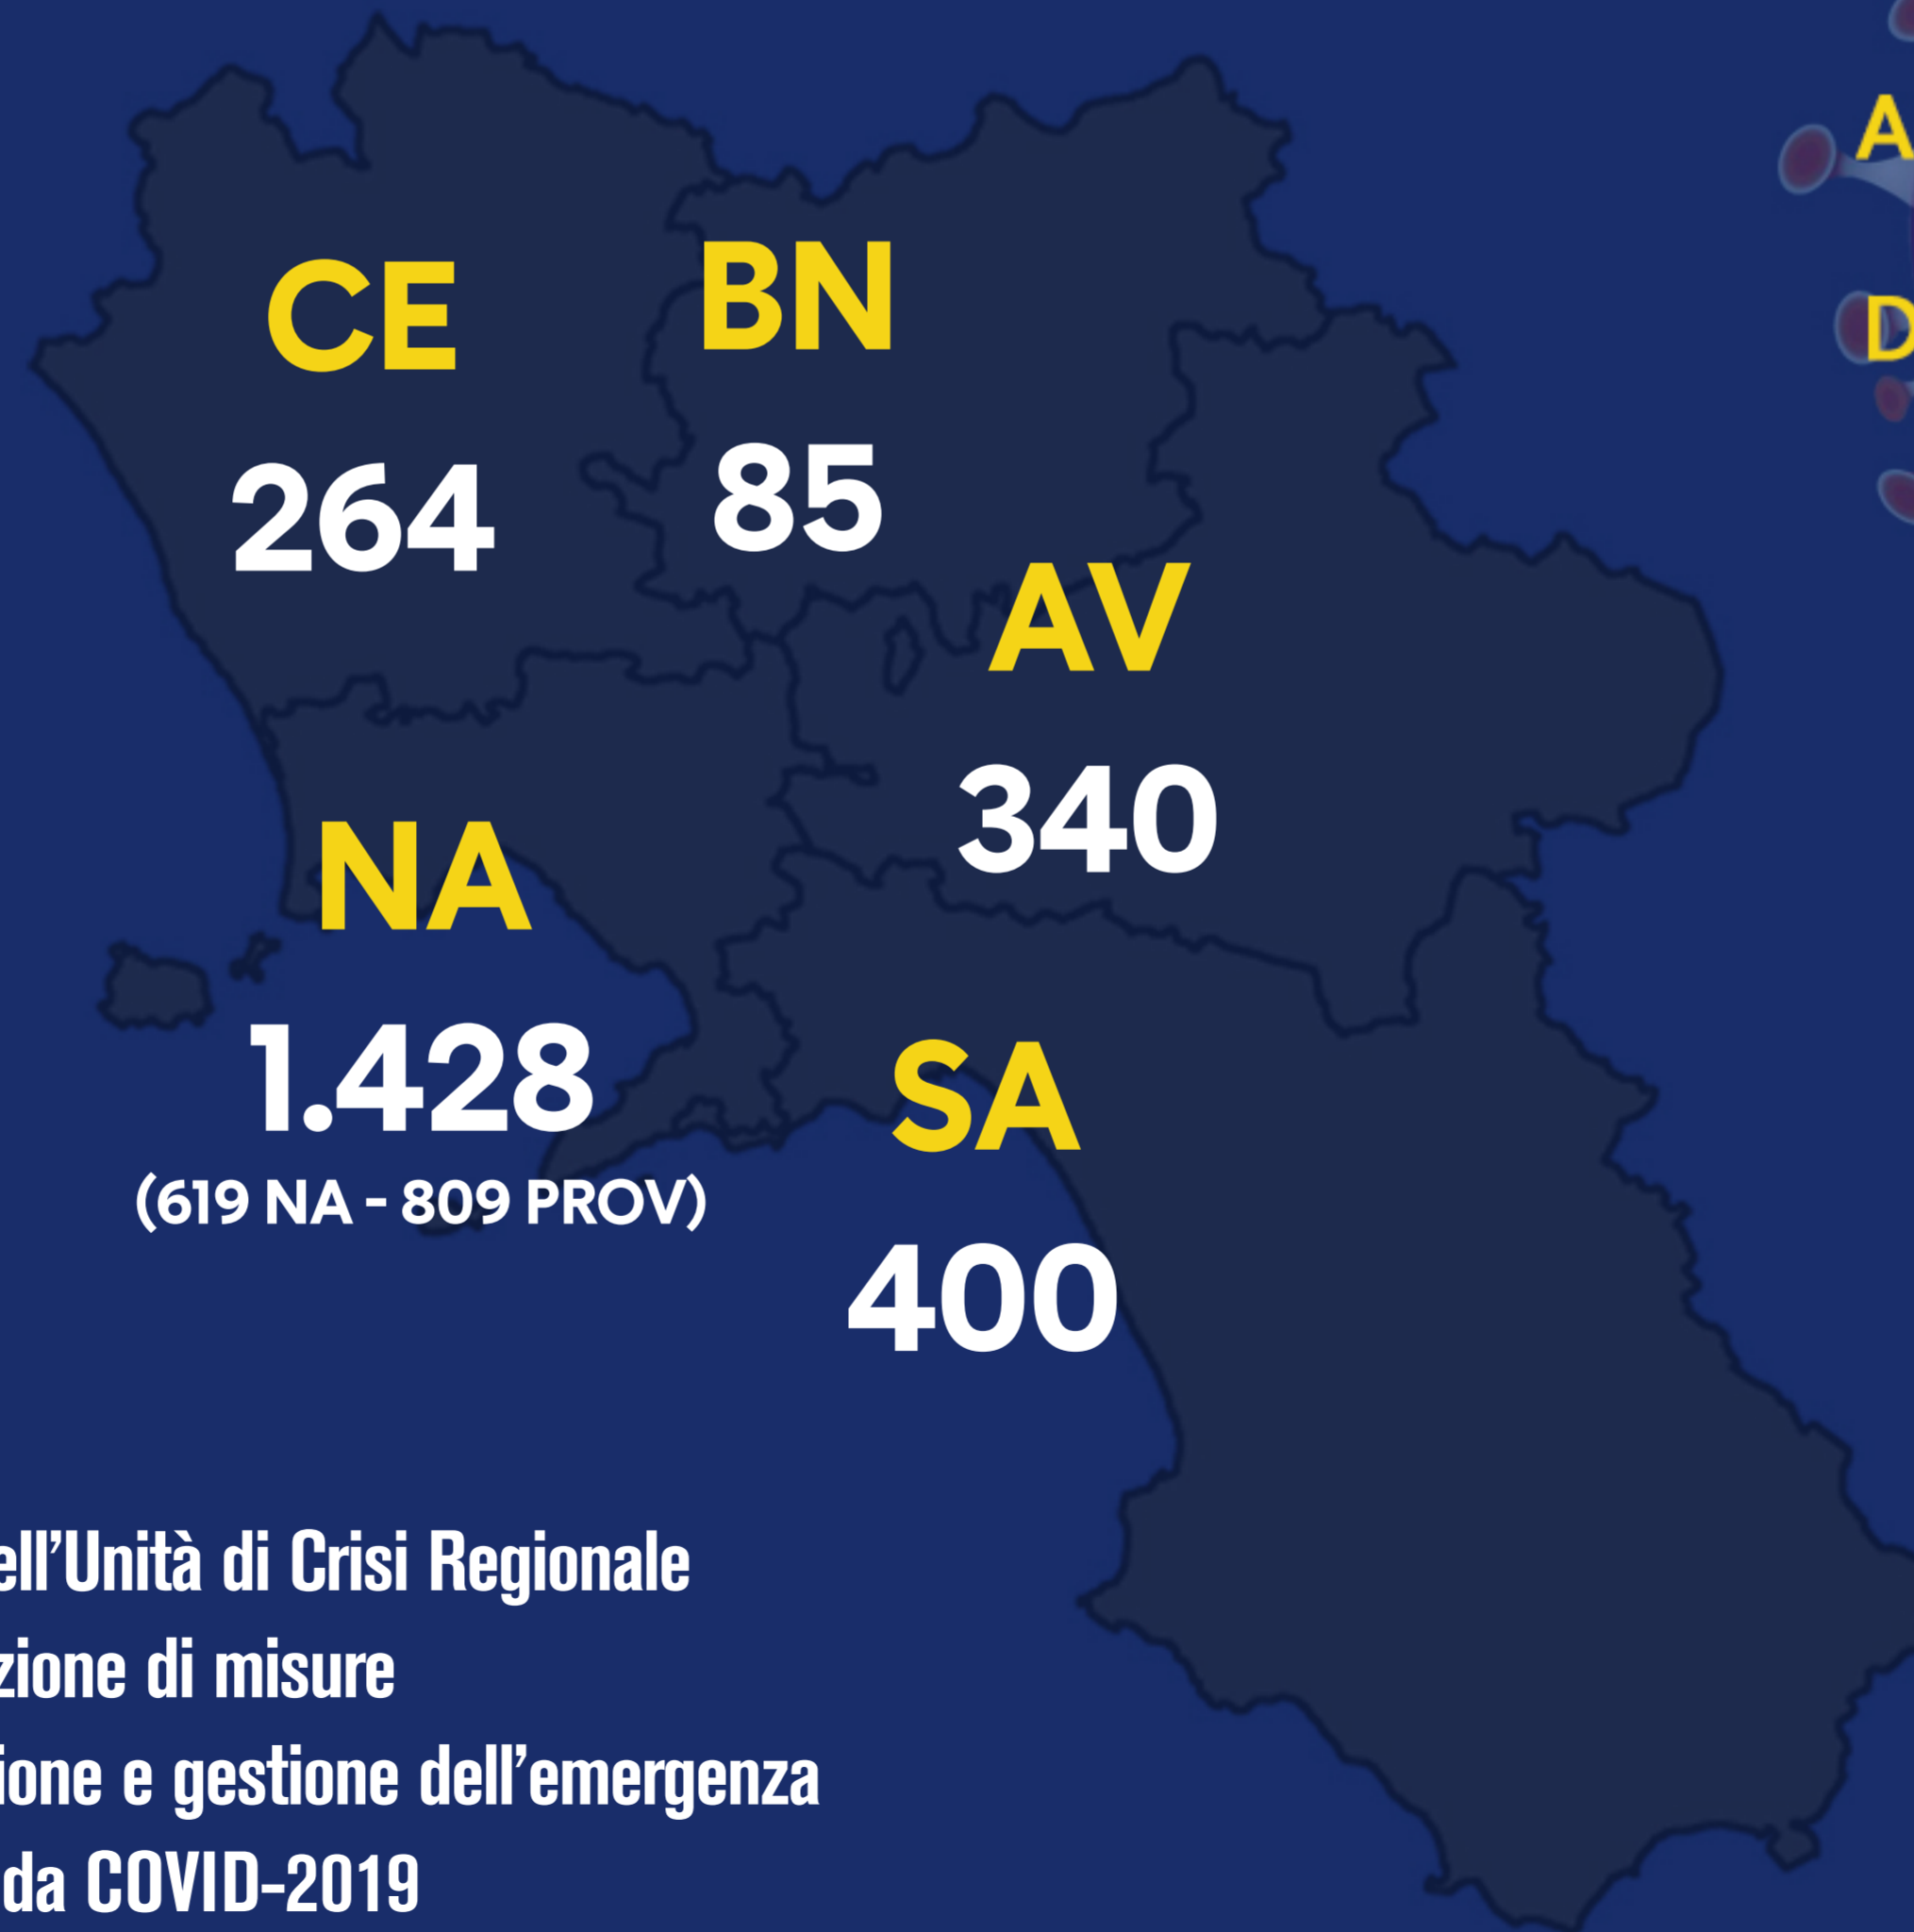 CE
264
BN
85
AV
340
NA
1.428
(619 NA - 809 PROV)
SA
400
A
D
ell’Unità di Crisi Regionale
zione di misure
ione e gestione dell’emergenza
da COVID-2019